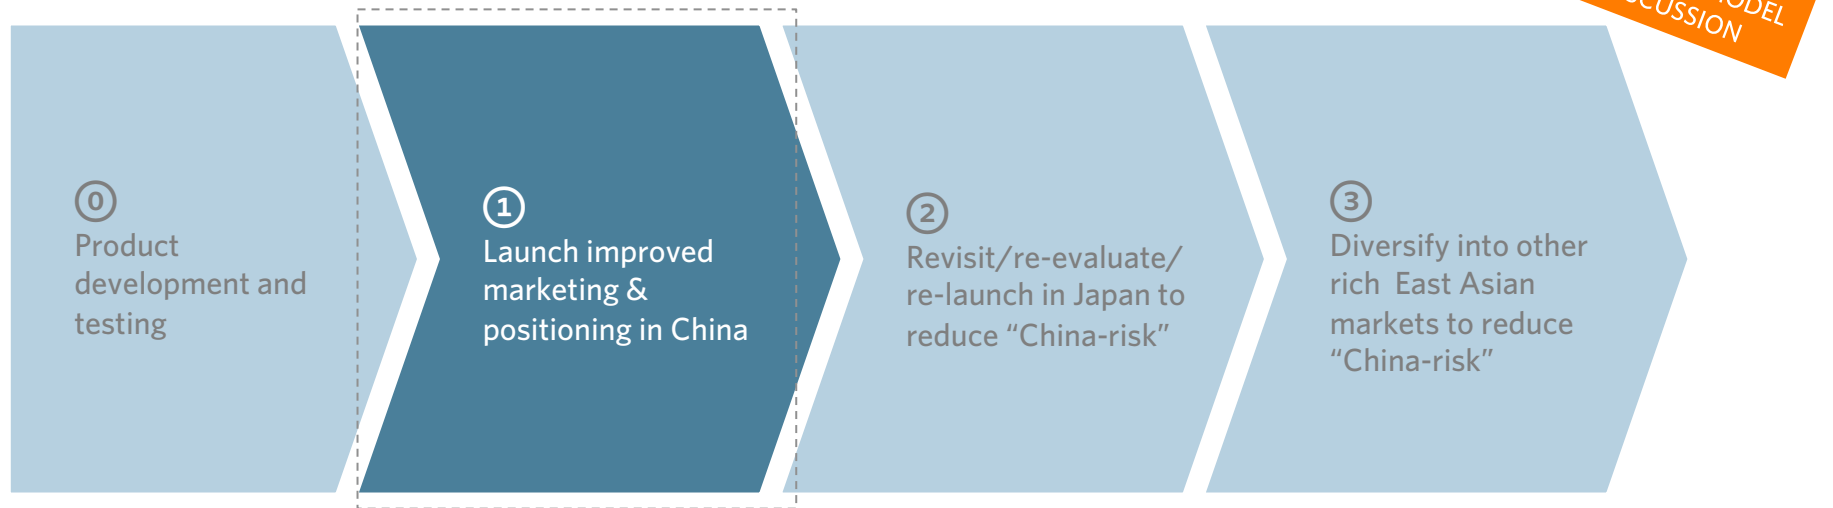 MODEL
0
Product
development and
testing
1
Launch improved
marketing &
positioning in China
2
Revisit/re-evaluate/
re-launch in Japan to
reduce “China-risk”
3
Diversify into other
rich East Asian
markets to reduce
“China-risk”